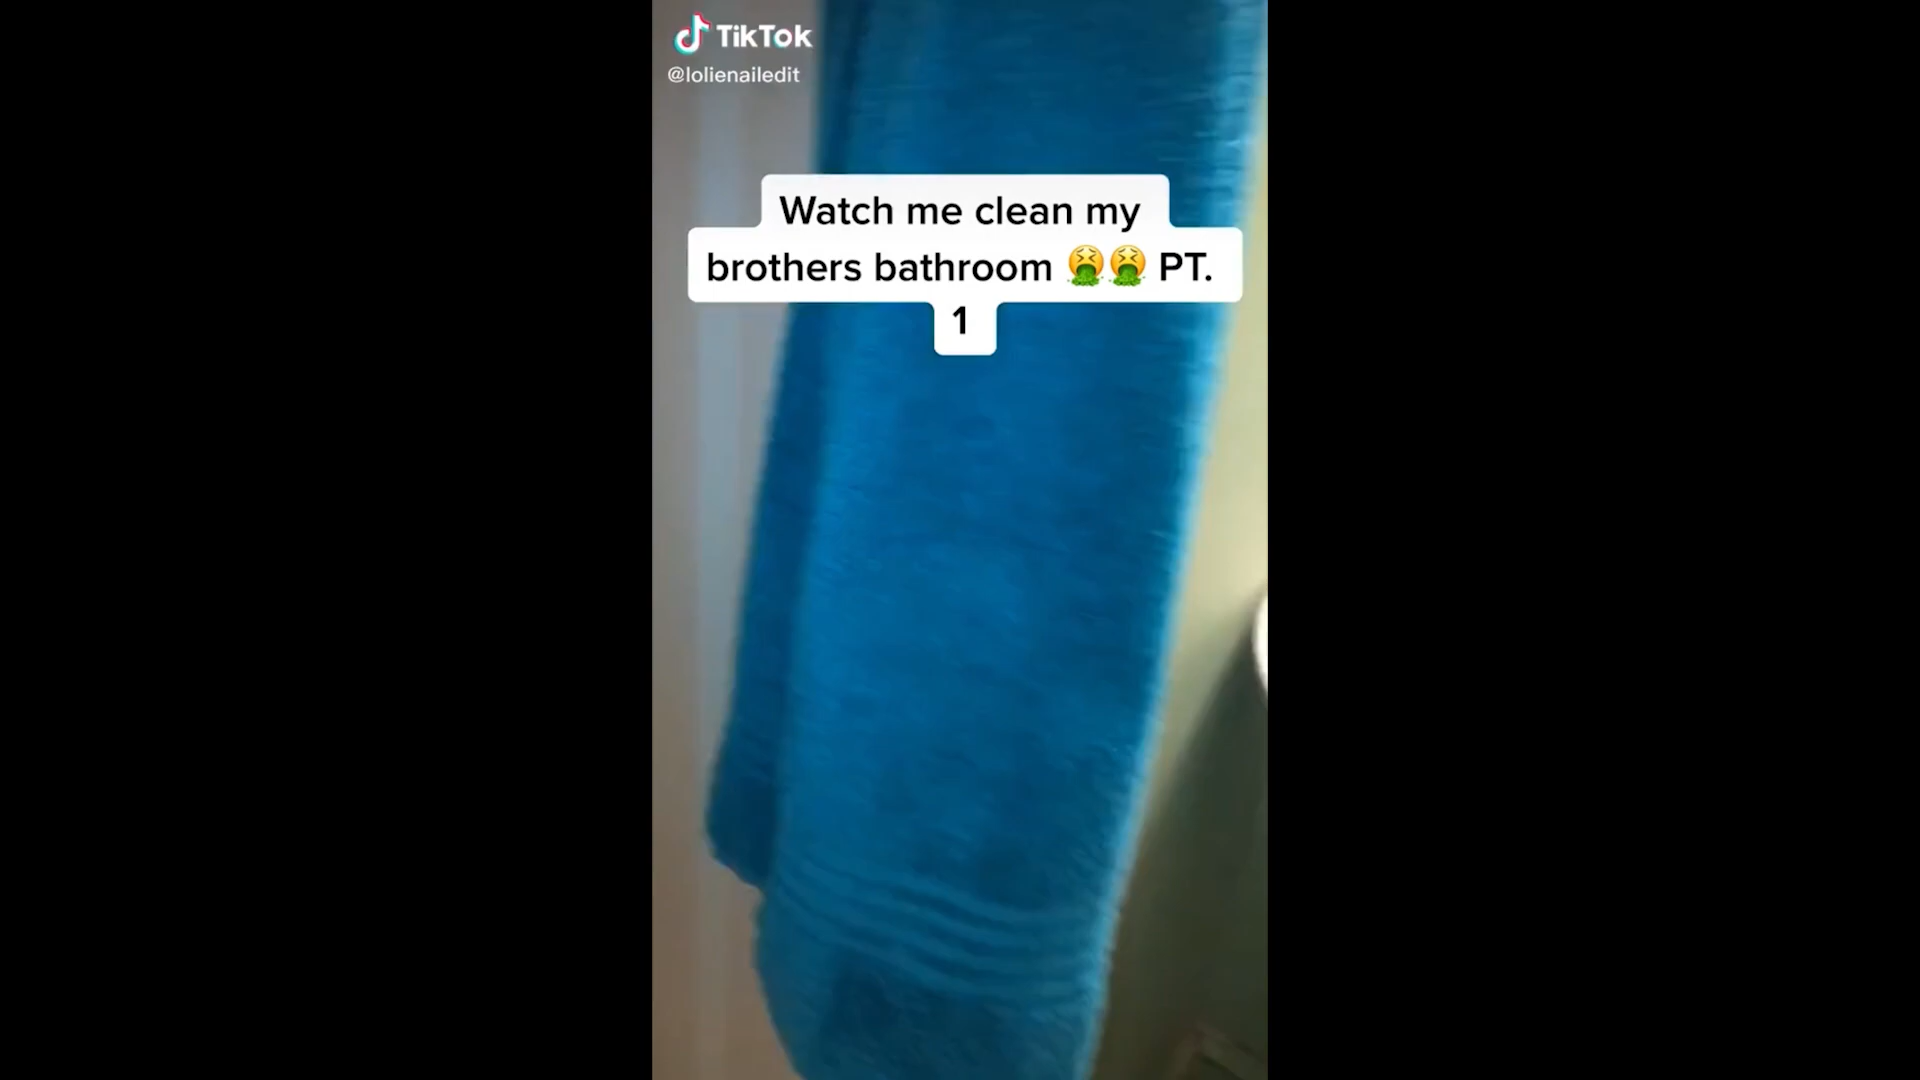 TikTok
@lolienailedit
Watch me clean my
brothers bathroom 🤮🤮 PT.
1